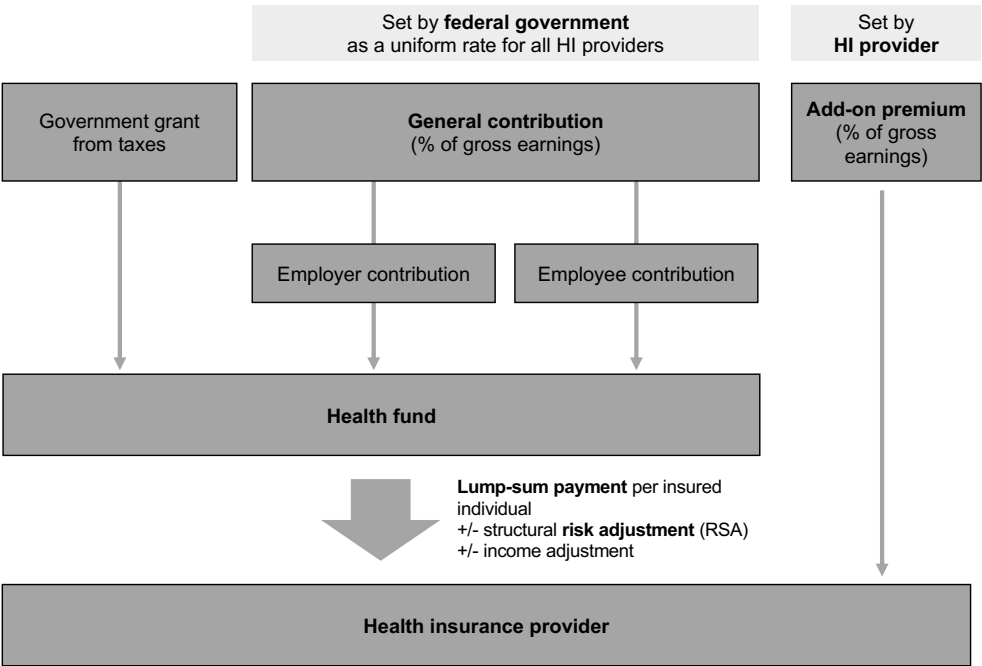 Set by federal government
as a uniform rate for all HI providers
Set by
HI provider
Government grant
from taxes
General contribution
(% of gross earnings)
Add-on premium
(% of gross
earnings)
Employer contribution
Employee contribution
Health fund
Lump-sum payment per insured
individual
+/- structural risk adjustment (RSA)
+/- income adjustment
Health insurance provider